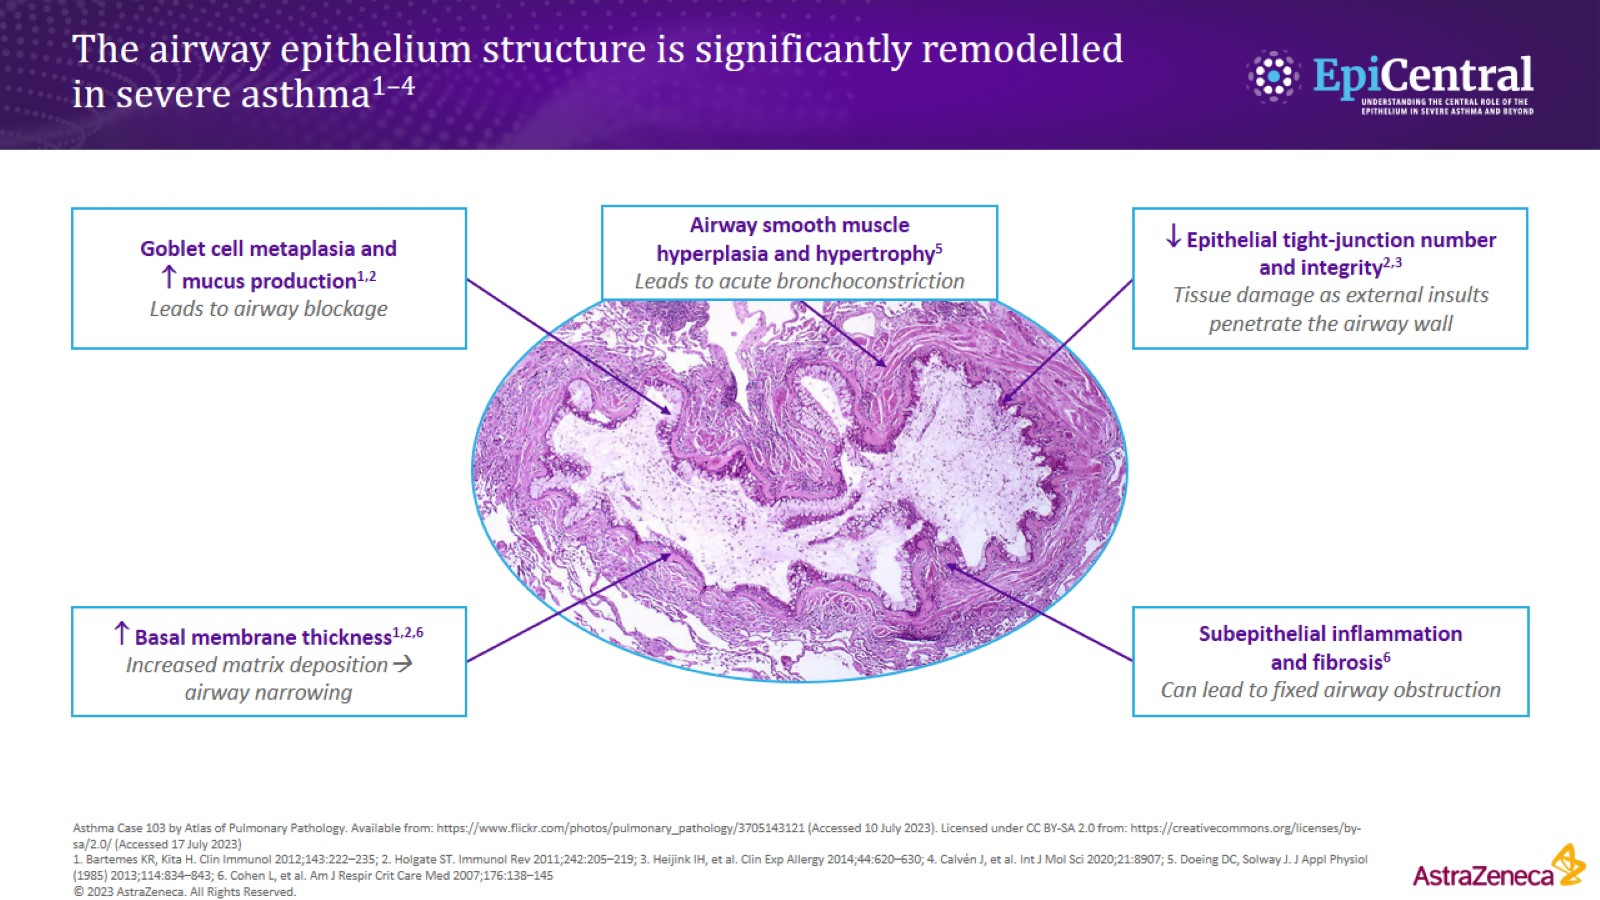 The airway epithelium structure is significantly remodelled
in severe asthma1–4
EpiCentral
UNDERSTANDING THE CENTRAL ROLE OF THE
EPITHELIUM IN SEVERE ASTHMA AND BEYOND
Goblet cell metaplasia and
↑ mucus production1,2
Leads to airway blockage
Airway smooth muscle
hyperplasia and hypertrophy5
Leads to acute bronchoconstriction
↓ Epithelial tight-junction number
and integrity2,3
Tissue damage as external insults
penetrate the airway wall
↑ Basal membrane thickness1,2,6
Increased matrix deposition →
airway narrowing
Subepithelial inflammation
and fibrosis6
Can lead to fixed airway obstruction
Asthma Case 103 by Atlas of Pulmonary Pathology. Available from: https://www.flickr.com/photos/pulmonary_pathology/3705143121 (Accessed 10 July 2023). Licensed under CC BY-SA 2.0 from: https://creativecommons.org/licenses/by-
sa/2.0/ (Accessed 17 July 2023)
1. Bartemes KR, Kita H. Clin Immunol 2012;143:222–235; 2. Holgate ST. Immunol Rev 2011;242:205–219; 3. Heijink IH, et al. Clin Exp Allergy 2014;44:620–630; 4. Calvén J, et al. Int J Mol Sci 2020;21:8907; 5. Doeing DC, Solway J. J Appl Physiol
(1985) 2013;114:834–843; 6. Cohen L, et al. Am J Respir Crit Care Med 2007;176:138–145
© 2023 AstraZeneca. All Rights Reserved.
AstraZeneca